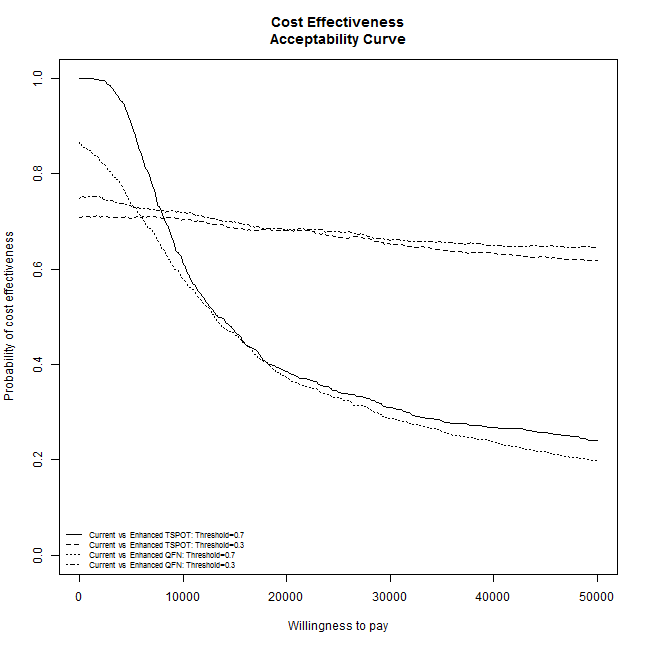 Cost Effectiveness
Acceptability Curve
Probability of cost effectiveness
1.0
0.8
0.6
0.4
0.2
0.0
Current vs Enhanced TSPOT: Threshold=0.7
Current vs Enhanced TSPOT: Threshold=0.3
Current vs Enhanced QFN: Threshold=0.7
Current vs Enhanced QFN: Threshold=0.3
0 10000 20000 30000 40000 50000
Willingness to pay